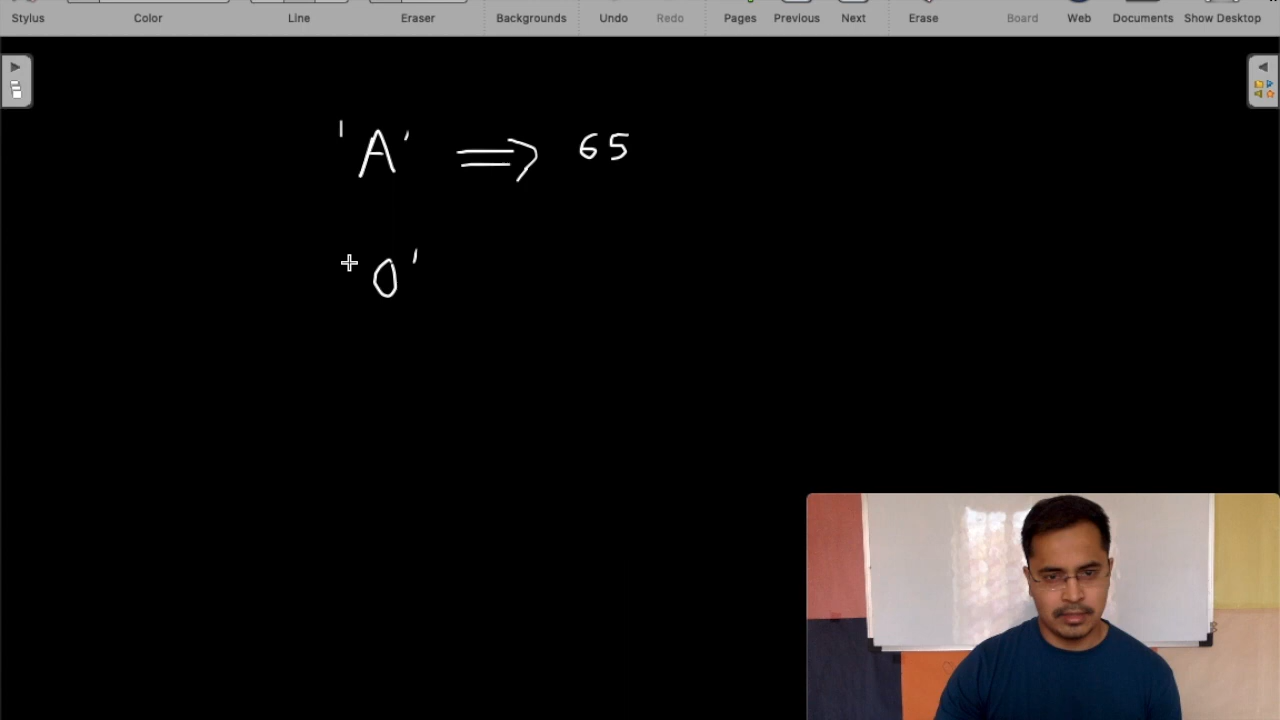 Stylus Color Line Eraser Backgrounds Undo Redo Pages Previous Next Erase Board Web Documents Show Desktop
'A' ⇒ 65
0'